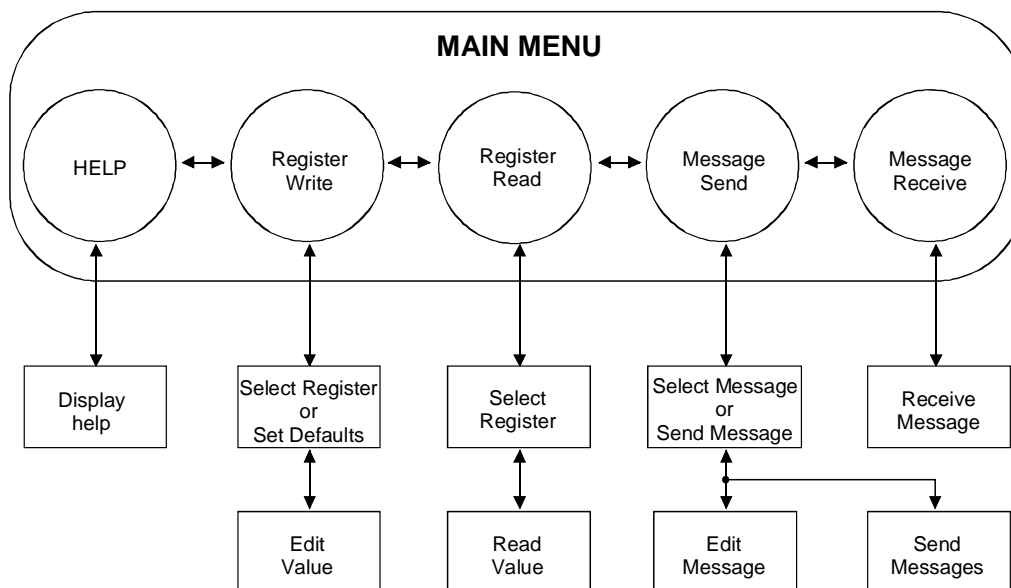 MAIN MENU
HELP
Register
Write
Register
Read
Message
Send
Message
Receive
Display
help
Select Register
or
Set Defaults
Select
Register
Select Message
or
Send Message
Receive
Message
Edit
Value
Read
Value
Edit
Message
Send
Messages